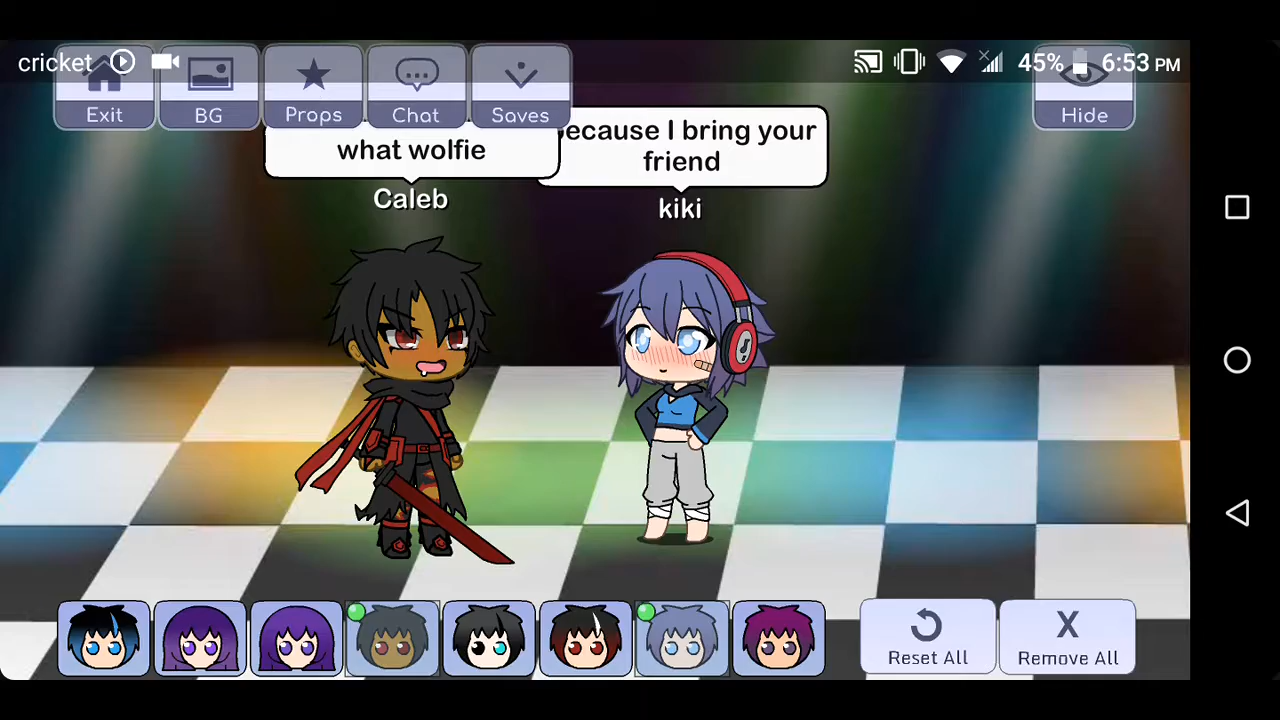 cricket
45%
6:53 PM
Exit
BG
Props
Chat
Saves
Hide
what wolfie
ecause I bring your
friend
Caleb
kiki
Reset All
X
Remove All